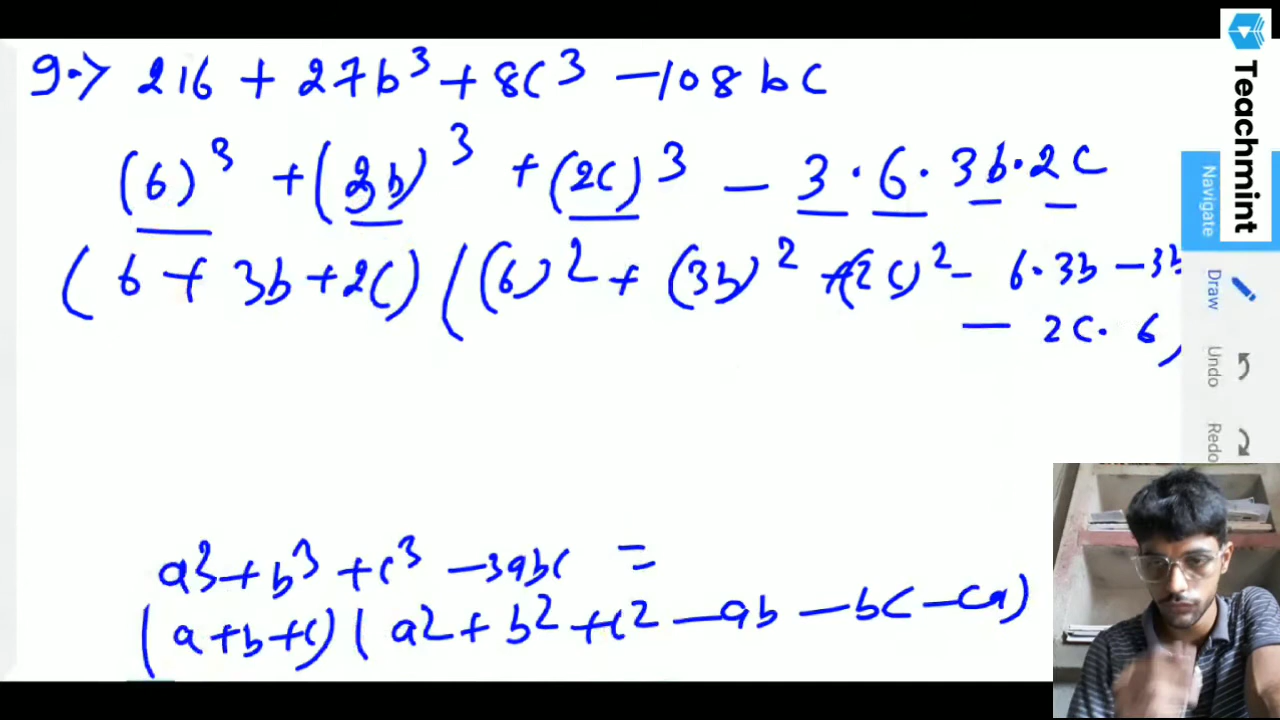 9.> 216 + 27b³ + 8c³ - 108bc
(6)³ + (3b)³ + (2c)³ - 3·6·3b·2c
(6 + 3b + 2c) ((6)² + (3b)² + (2c)² - 6·3b - 3b
- 2c·6)
a³ + b³ + c³ - 3abc =
(a + b + c) (a² + b² + c² - ab - bc - ca)
Teachmint
Navigate
Draw
Undo
Redo